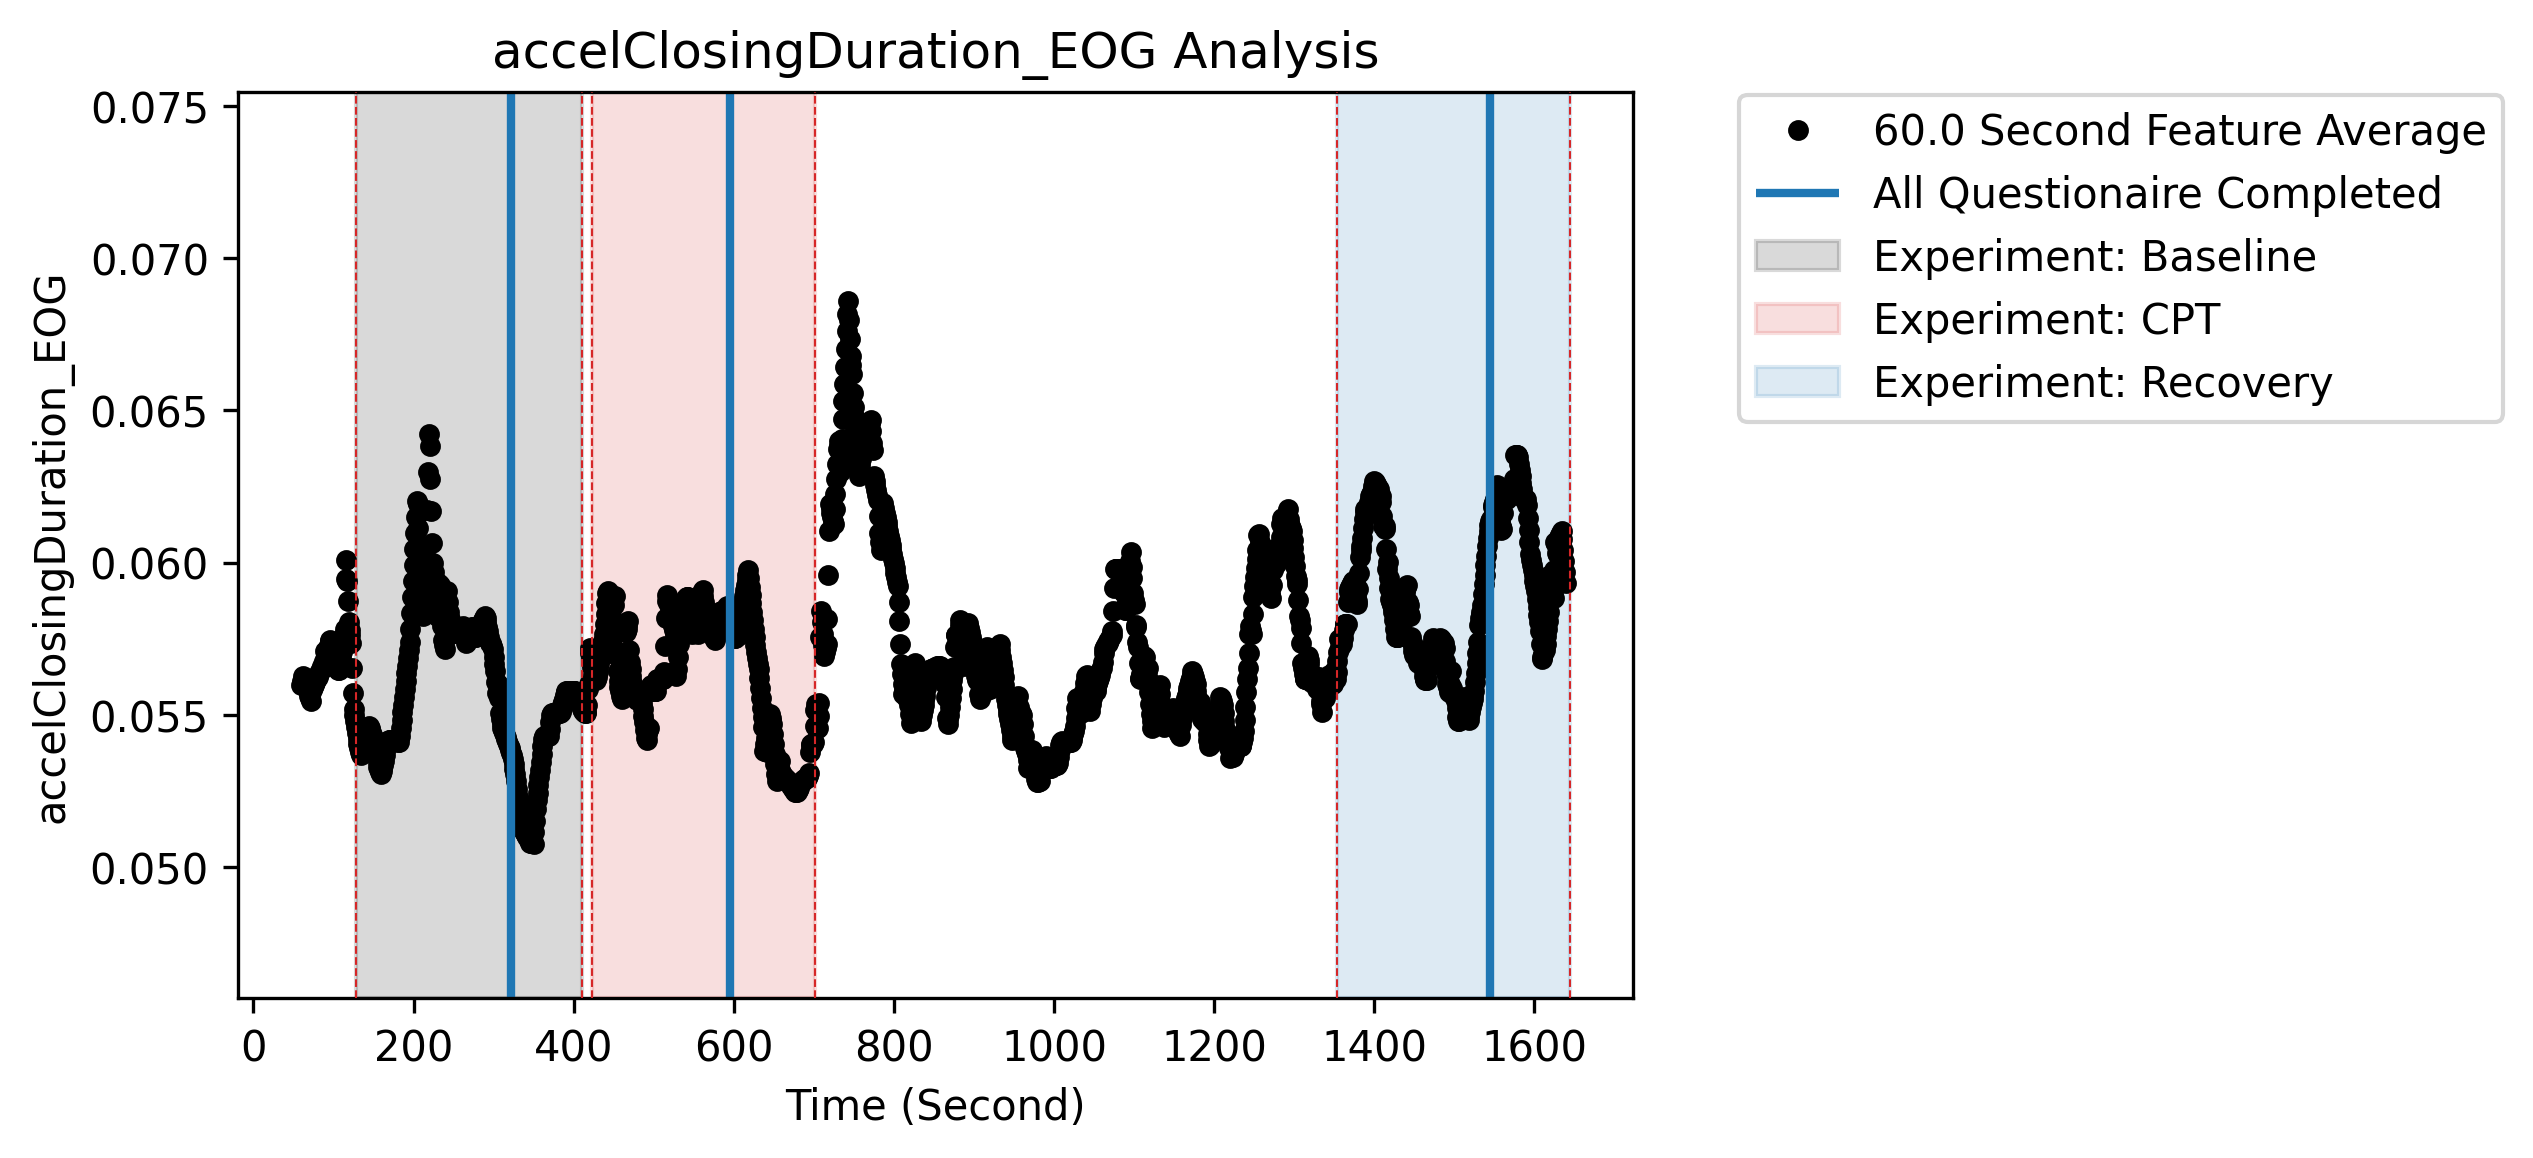 accelClosingDuration_EOG Analysis
0.075
0.070
0.065
0.060
0.055
0.050
accelClosingDuration_EOG
0 200 400 600 800 1000 1200 1400 1600
Time (Second)
60.0 Second Feature Average
All Questionaire Completed
Experiment: Baseline
Experiment: CPT
Experiment: Recovery